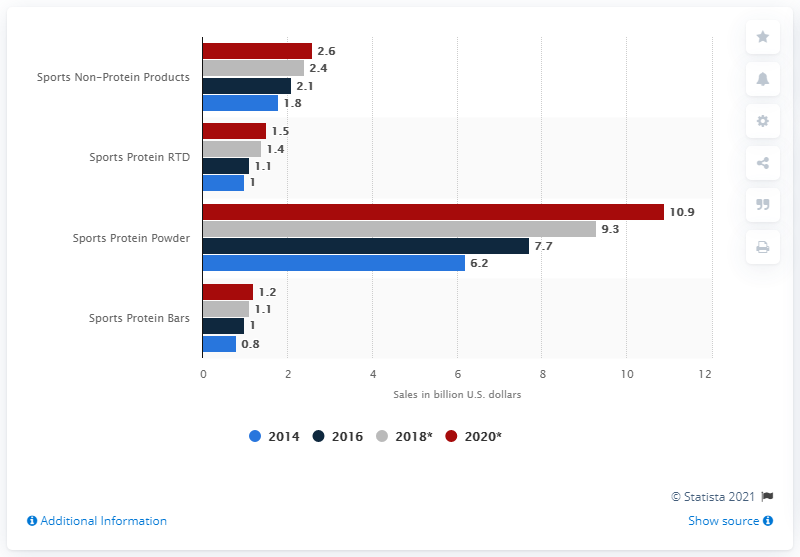 Sports Non-Protein Products
2.6
2.4
2.1
1.8
Sports Protein RTD
1.5
1.4
1.1
1
Sports Protein Powder
10.9
9.3
7.7
6.2
Sports Protein Bars
1.2
1.1
1
0.8
0 2 4 6 8 10 12
Sales in billion U.S. dollars
2014 2016 2018* 2020*
© Statista 2021
Additional Information Show source